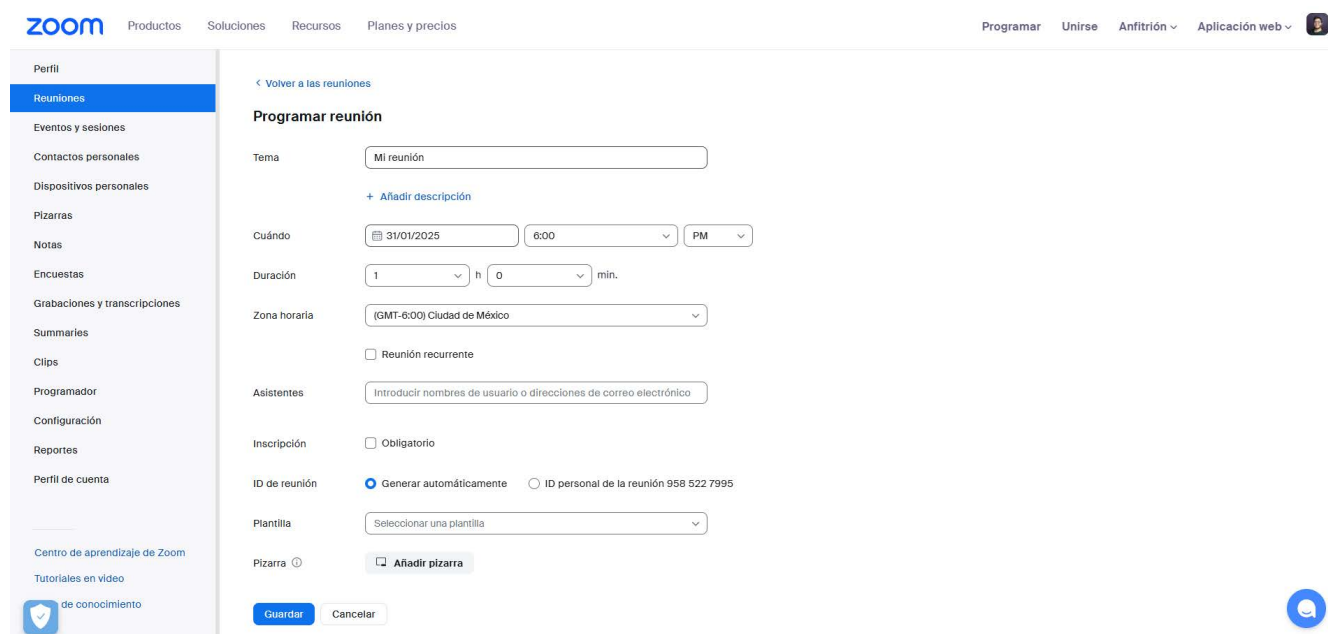 zoom Productos Soluciones Recursos Planes y precios Programar Unirse Anfitrión Aplicación web
Perfil
Reuniones
Eventos y sesiones
Contactos personales
Dispositivos personales
Pizarras
Notas
Encuestas
Grabaciones y transcripciones
Summaries
Clips
Programador
Configuración
Reportes
Perfil de cuenta
Centro de aprendizaje de Zoom
Tutoriales en video
de conocimiento
Volver a las reuniones
Programar reunión
Tema Mi reunión
+ Añadir descripción
Cuándo 31/01/2025 6:00 PM
Duración 1 h 0 min.
Zona horaria (GMT-6:00) Ciudad de México
Reunión recurrente
Asistentes Introducir nombres de usuario o direcciones de correo electrónico
Inscripción Obligatorio
ID de reunión Generar automáticamente ID personal de la reunión 958 522 7995
Plantilla Seleccionar una plantilla
Pizarra Añadir pizarra
Guardar Cancelar